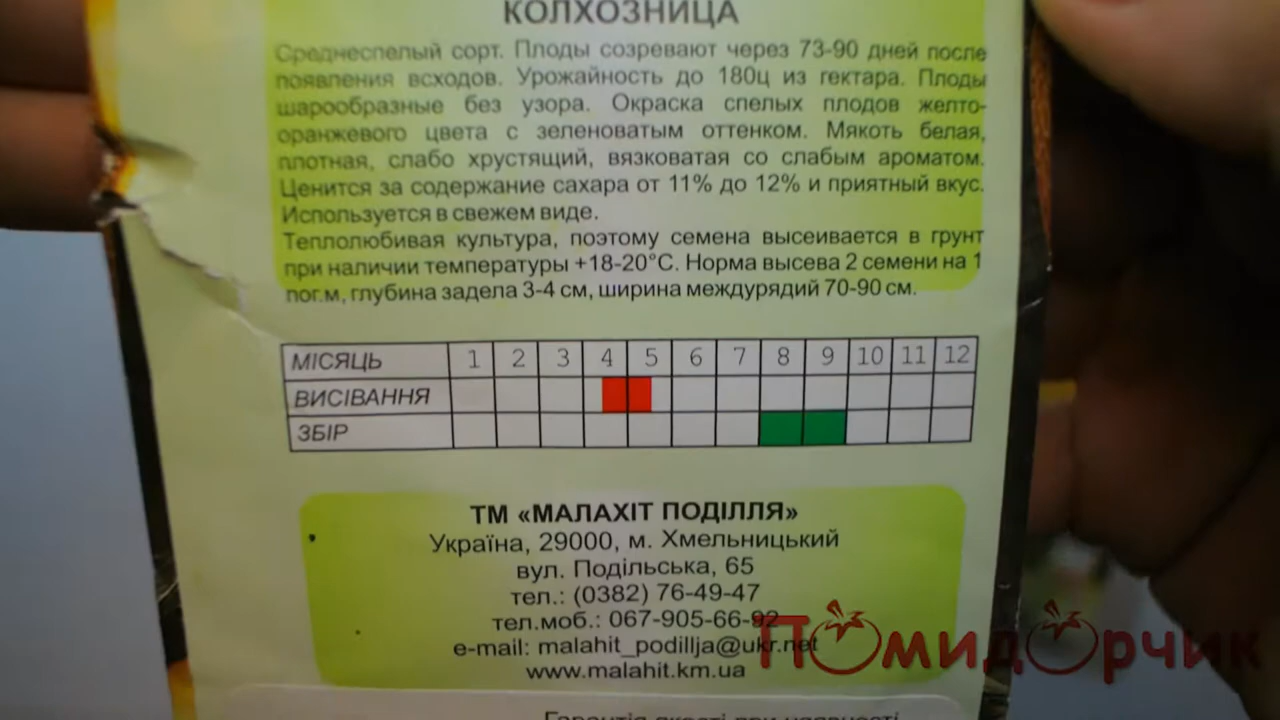 КОЛХОЗНИЦА
Среднеспелый сорт. Плоды созревают через 73-90 дней после
появления всходов. Урожайность до 180ц из гектара. Плоды
шарообразные без узора. Окраска спелых плодов желто-
оранжевого цвета с зеленоватым оттенком. Мякоть белая,
плотная, слабо хрустящий, вязковатая со слабым ароматом.
Ценится за содержание сахара от 11% до 12% и приятный вкус.
Используется в свежем виде.
Теплолюбивая культура, поэтому семена высеивается в грунт
при наличии температуры +18-20°С. Норма высева 2 семени на 1
пог.м, глубина задела 3-4 см, ширина междурядий 70-90 см.
МІСЯЦЬ 1 2 3 4 5 6 7 8 9 10 11 12
ВИСІВАННЯ
ЗБІР
ТМ «МАЛАХІТ ПОДІЛЛЯ»
Україна, 29000, м. Хмельницький
вул. Подільська, 65
тел.: (0382) 76-49-47
тел.моб.: 067-905-66-92
e-mail: malahit_podillja@ukr.net
www.malahit.km.ua
Помидорчик
Гарантія якості при наявності